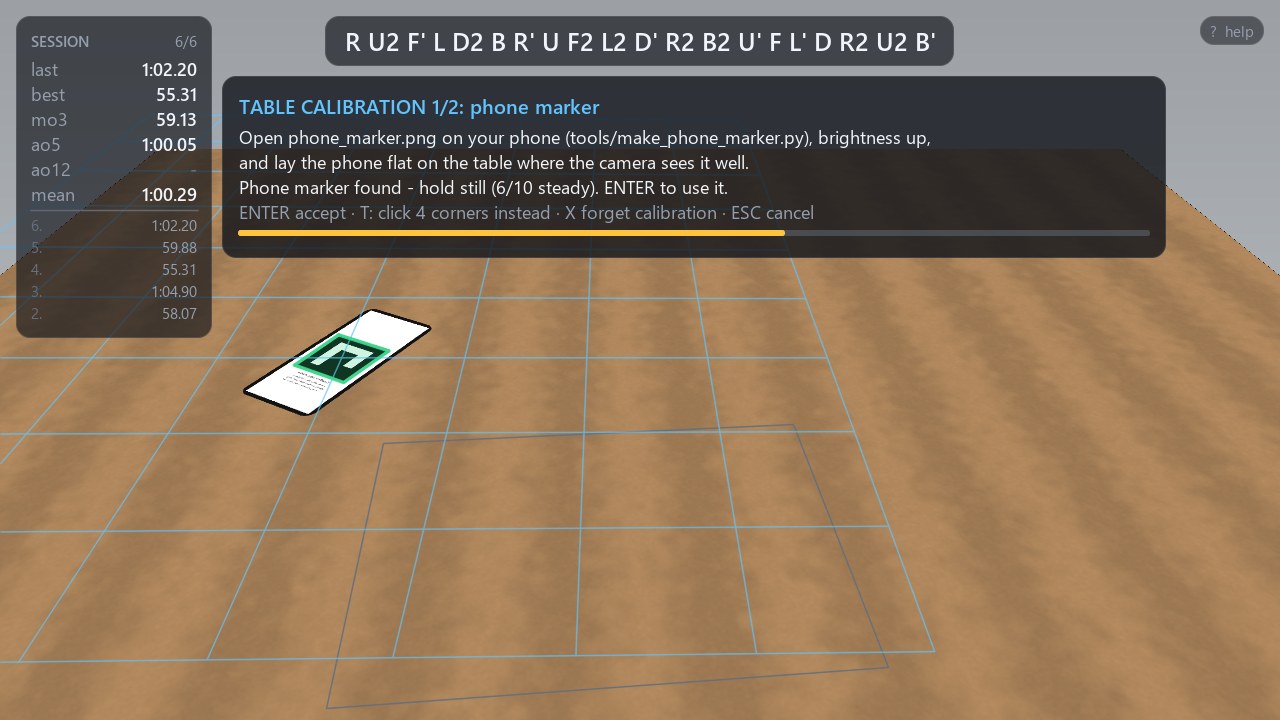 R U2 F' L D2 B R' U F2 L2 D' R2 B2 U' F L' D R2 U2 B'
? help
SESSION 6/6
last 1:02.20
best 55.31
mo3 59.13
ao5 1:00.05
ao12 -
mean 1:00.29
6. 1:02.20
5. 59.88
4. 55.31
3. 1:04.90
2. 58.07
TABLE CALIBRATION 1/2: phone marker
Open phone_marker.png on your phone (tools/make_phone_marker.py), brightness up,
and lay the phone flat on the table where the camera sees it well.
Phone marker found - hold still (6/10 steady). ENTER to use it.
ENTER accept · T: click 4 corners instead · X forget calibration · ESC cancel